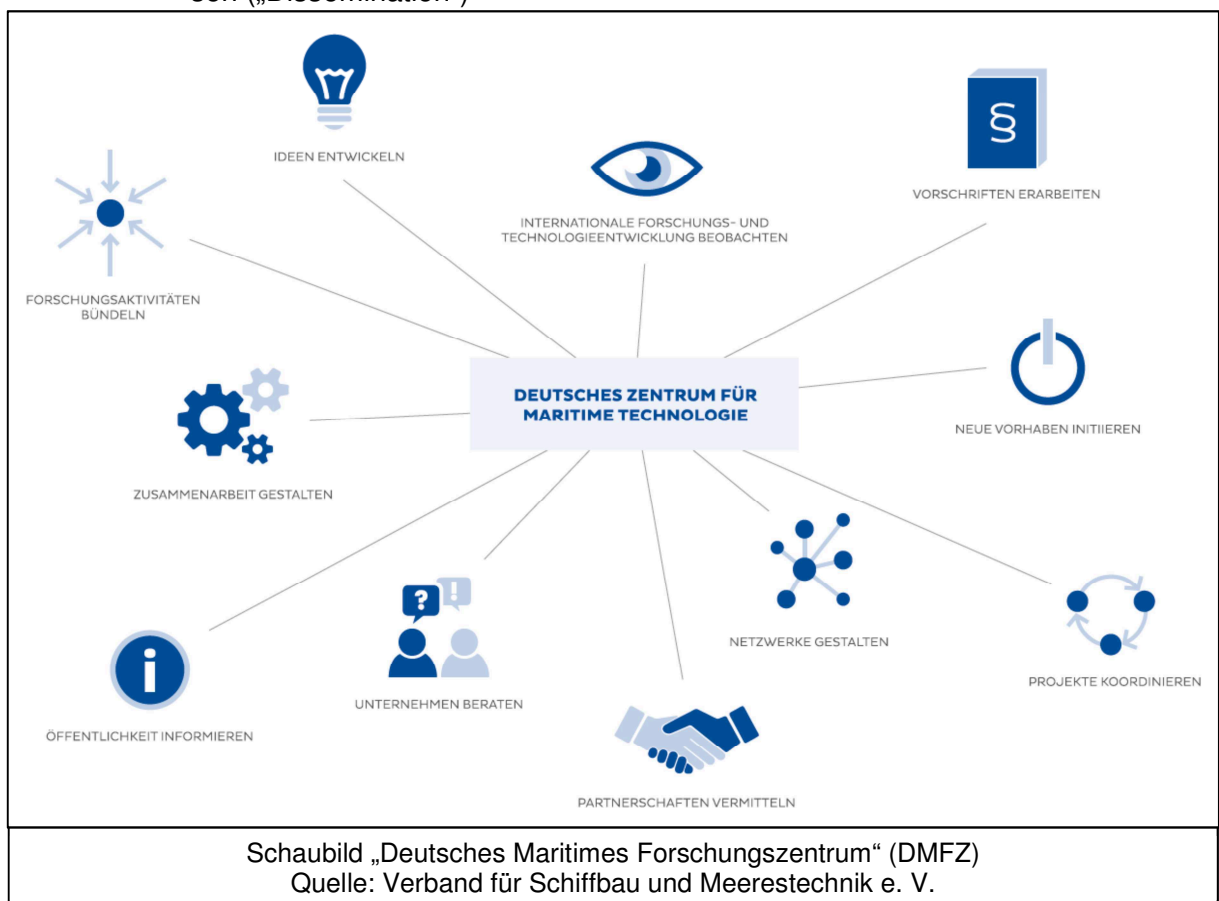 („Dissemination“)
IDEEN ENTWICKELN
§
VORSCHRIFTEN ERARBEITEN
INTERNATIONALE FORSCHUNGS- UND
TECHNOLOGIEENTWICKLUNG BEOBACHTEN
FORSCHUNGSAKTIVITÄTEN
BÜNDELN
DEUTSCHES ZENTRUM FÜR
MARITIME TECHNOLOGIE
NEUE VORHABEN INITIIEREN
ZUSAMMENARBEIT GESTALTEN
? !
NETZWERKE GESTALTEN
i
PROJEKTE KOORDINIEREN
UNTERNEHMEN BERATEN
ÖFFENTLICHKEIT INFORMIEREN
PARTNERSCHAFTEN VERMITTELN
Schaubild „Deutsches Maritimes Forschungszentrum“ (DMFZ)
Quelle: Verband für Schiffbau und Meerestechnik e. V.